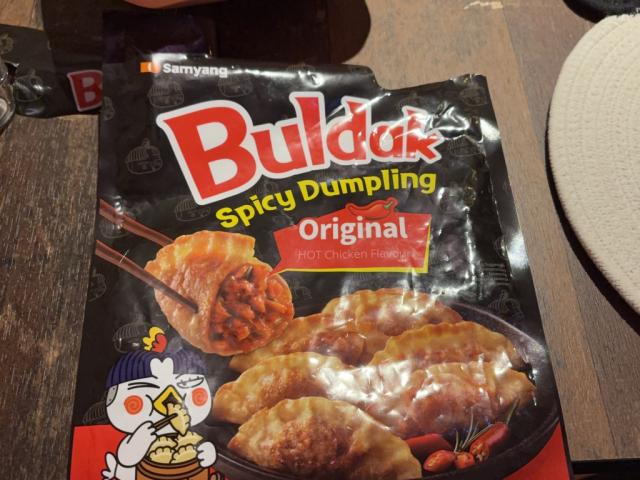 Samyang
Buldak
Spicy Dumpling
Original
HOT Chicken Flavour
B